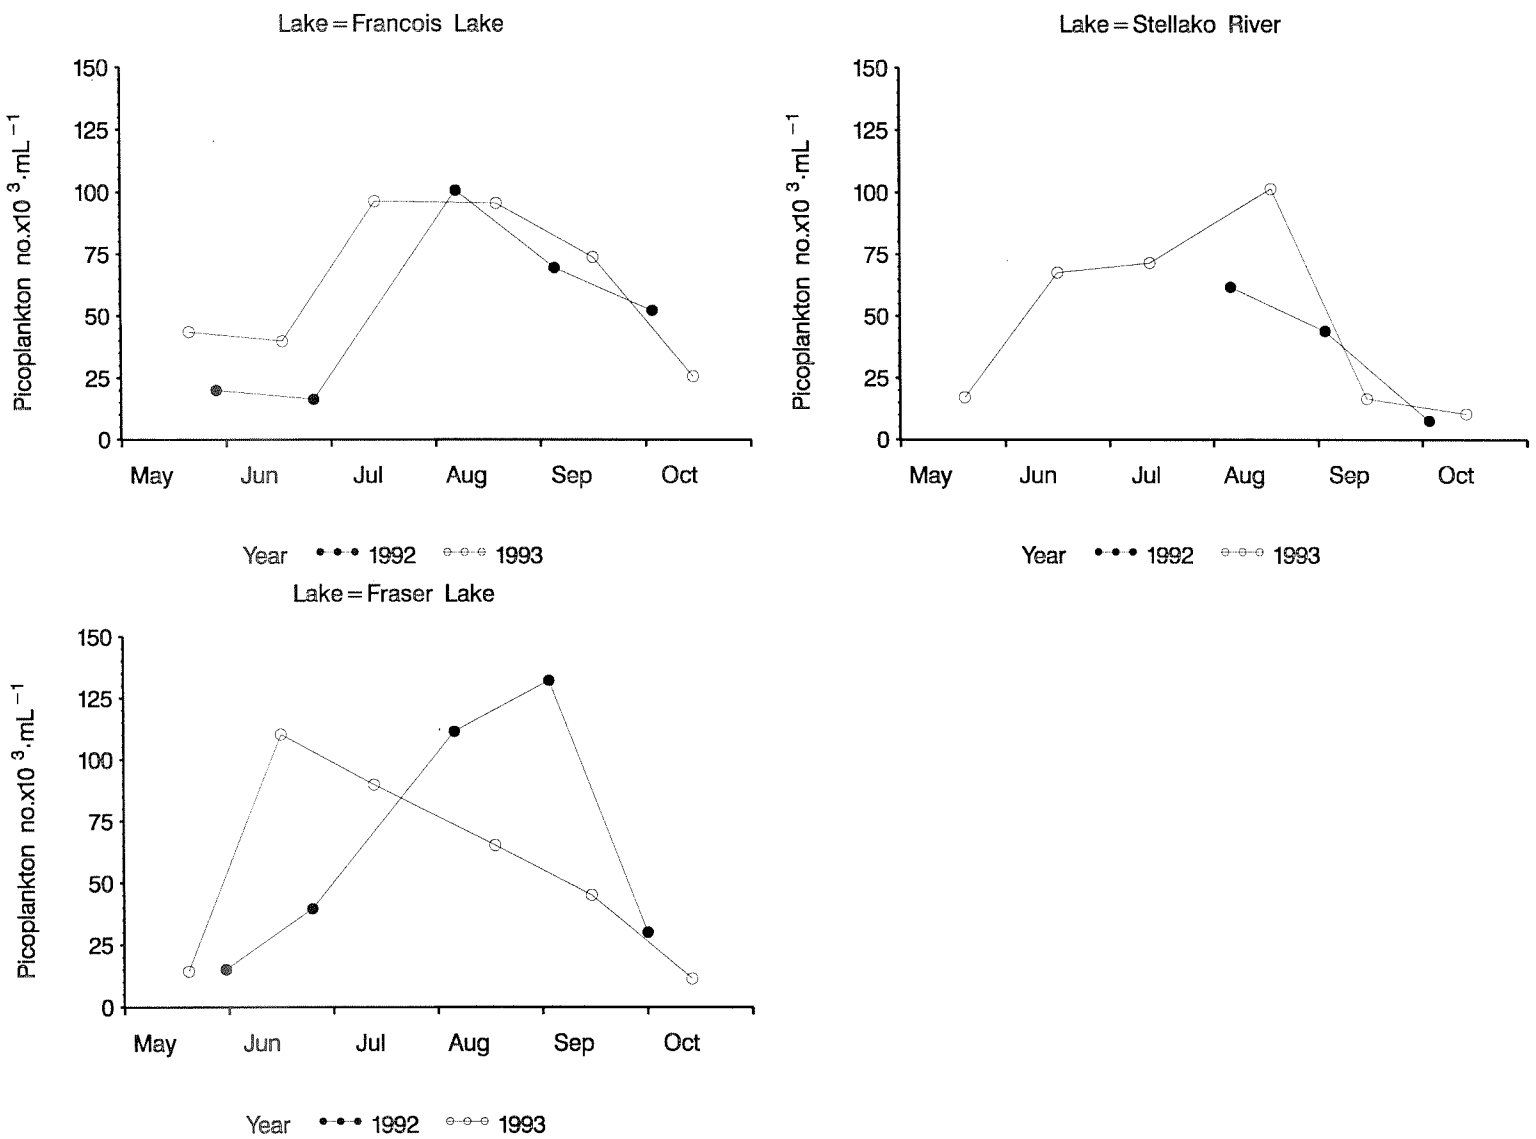 Lake=Francois Lake
150
125
100
75
50
25
0
Picoplankton no.x10 3·mL −1
May Jun Jul Aug Sep Oct
Year 1992 1993
Lake=Stellako River
150
125
100
75
50
25
0
Picoplankton no.x10 3·mL −1
May Jun Jul Aug Sep Oct
Year 1992 1993
Lake=Fraser Lake
150
125
100
75
50
25
0
Picoplankton no.x10 3·mL −1
May Jun Jul Aug Sep Oct
Year 1992 1993